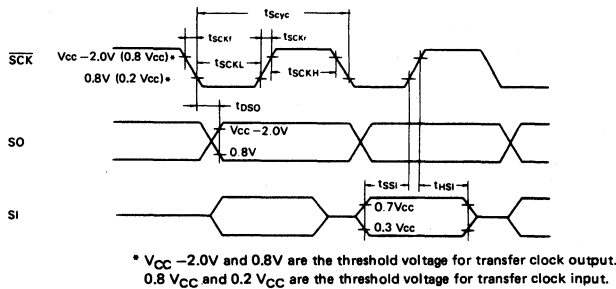 tScyc
tSCKf
tSCKr
SCK
VCC −2.0V (0.8 VCC)*
0.8V (0.2 VCC)*
tSCKL
tSCKH
tDSO
SO
VCC −2.0V
0.8V
tSSI
tHSI
SI
0.7VCC
0.3 VCC
* VCC −2.0V and 0.8V are the threshold voltage for transfer clock output.
0.8 VCC and 0.2 VCC are the threshold voltage for transfer clock input.